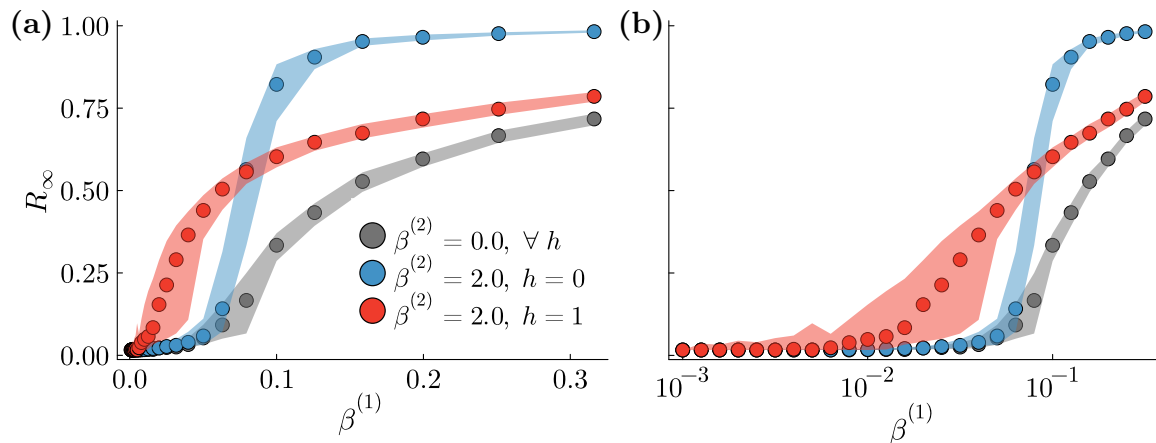 (a)
(b)
1.00
0.75
0.50
0.25
0.00
R∞
β(2) = 0.0, ∀ h
β(2) = 2.0, h = 0
β(2) = 2.0, h = 1
0.0 0.1 0.2 0.3
β(1)
10−3 10−2 10−1
β(1)